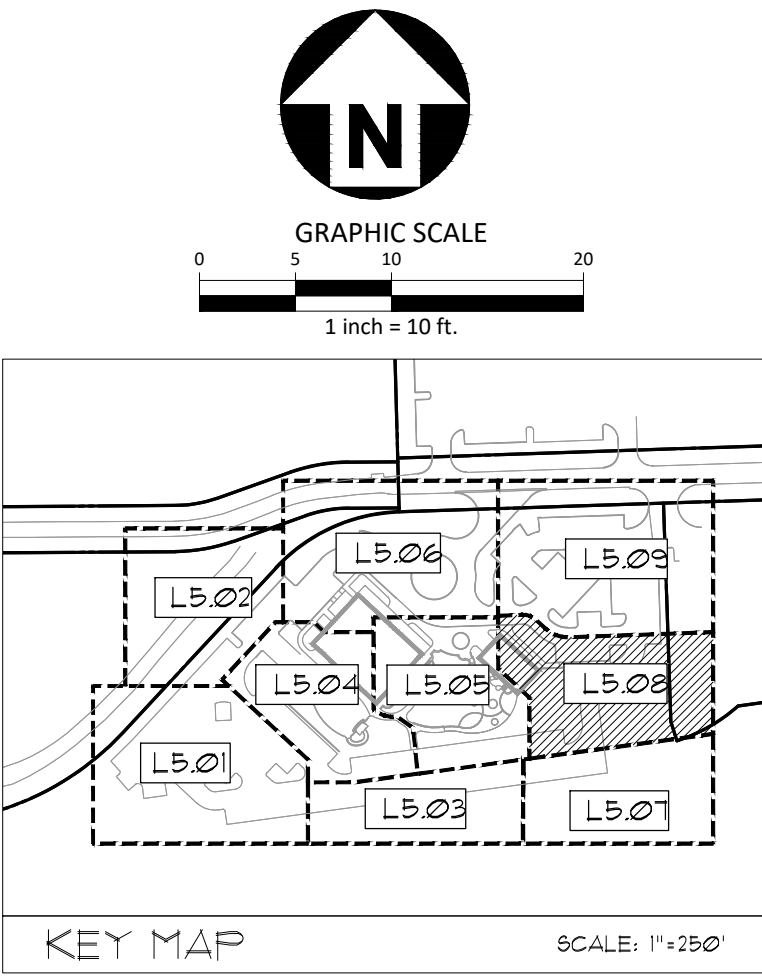 N
GRAPHIC SCALE
0 5 10 20
1 inch = 10 ft.
L5.06
L5.09
L5.02
L5.04
L5.05
L5.08
L5.01
L5.03
L5.07
KEY MAP SCALE: 1"=250'